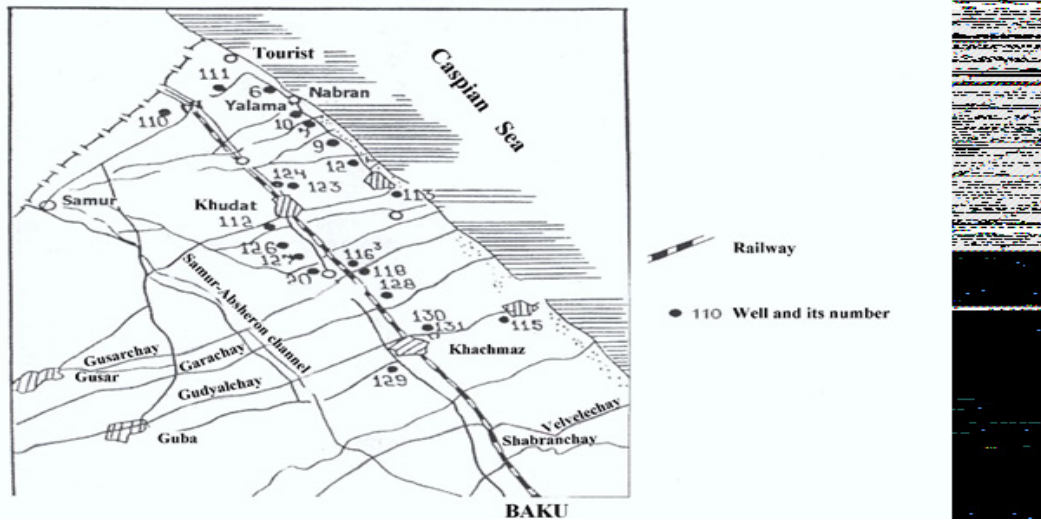 Tourist
Caspian Sea
111
6
Nabran
Yalama
110
10
9
12
124
123
113
Samur
Khudat
112
126
116³
118
20
128
Samur-Absheron channel
130
131
115
Gusarchay
Garachay
Khachmaz
Gusar
Gudyalchay
129
Guba
Velvelechay
Shabranchay
BAKU
Railway
110 Well and its number